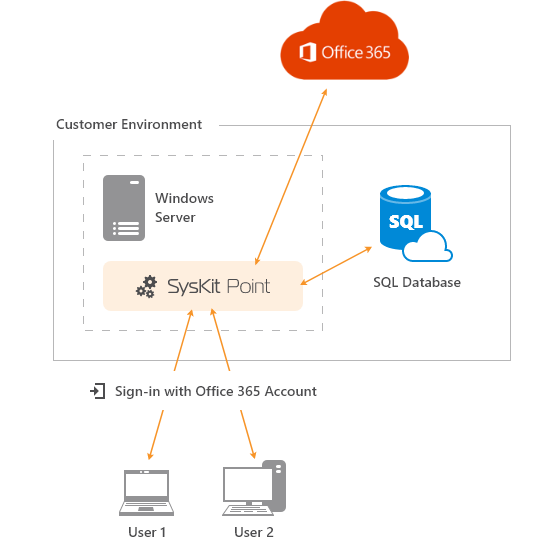 Office 365
Customer Environment
Windows
Server
SQL
SysKit Point
SQL Database
Sign-in with Office 365 Account
User 1
User 2